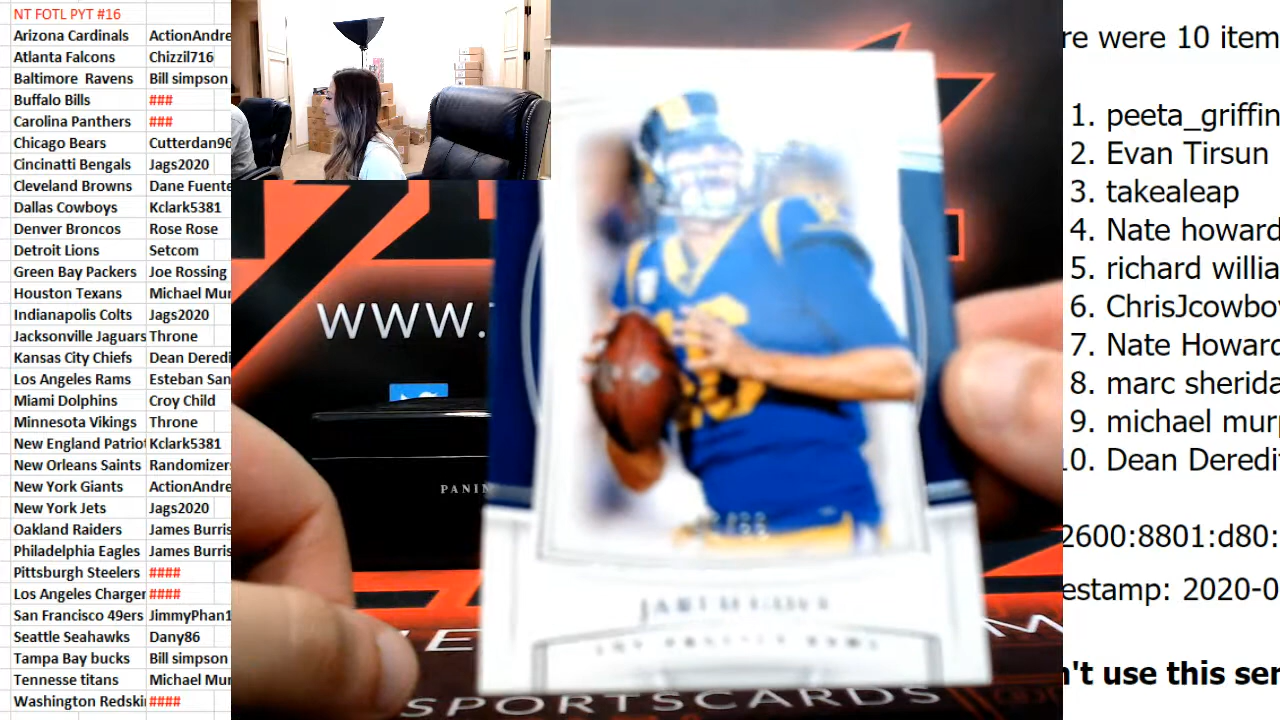 NT FOTL PYT #16
Arizona Cardinals ActionAndre
Atlanta Falcons Chizzil716
Baltimore Ravens Bill simpson
Buffalo Bills ###
Carolina Panthers ###
Chicago Bears Cutterdan96
Cincinatti Bengals Jags2020
Cleveland Browns Dane Fuente
Dallas Cowboys Kclark5381
Denver Broncos Rose Rose
Detroit Lions Setcom
Green Bay Packers Joe Rossing
Houston Texans Michael Mur
Indianapolis Colts Jags2020
Jacksonville Jaguars Throne
Kansas City Chiefs Dean Deredi
Los Angeles Rams Esteban San
Miami Dolphins Croy Child
Minnesota Vikings Throne
New England Patriot Kclark5381
New Orleans Saints Randomizer
New York Giants ActionAndre
New York Jets Jags2020
Oakland Raiders James Burris
Philadelphia Eagles James Burris
Pittsburgh Steelers ####
Los Angeles Charger ####
San Francisco 49ers JimmyPhan1
Seattle Seahawks Dany86
Tampa Bay bucks Bill simpson
Tennesse titans Michael Mur
Washington Redski ####
WWW.
PANIN
SPORTSCARDS
re were 10 item
1. peeta_griffin
2. Evan Tirsun
3. takealeap
4. Nate howard
5. richard willia
6. ChrisJcowboy
7. Nate Howard
8. marc sherida
9. michael murp
10. Dean Deredit
2600:8801:d80:
estamp: 2020-0
n't use this ser